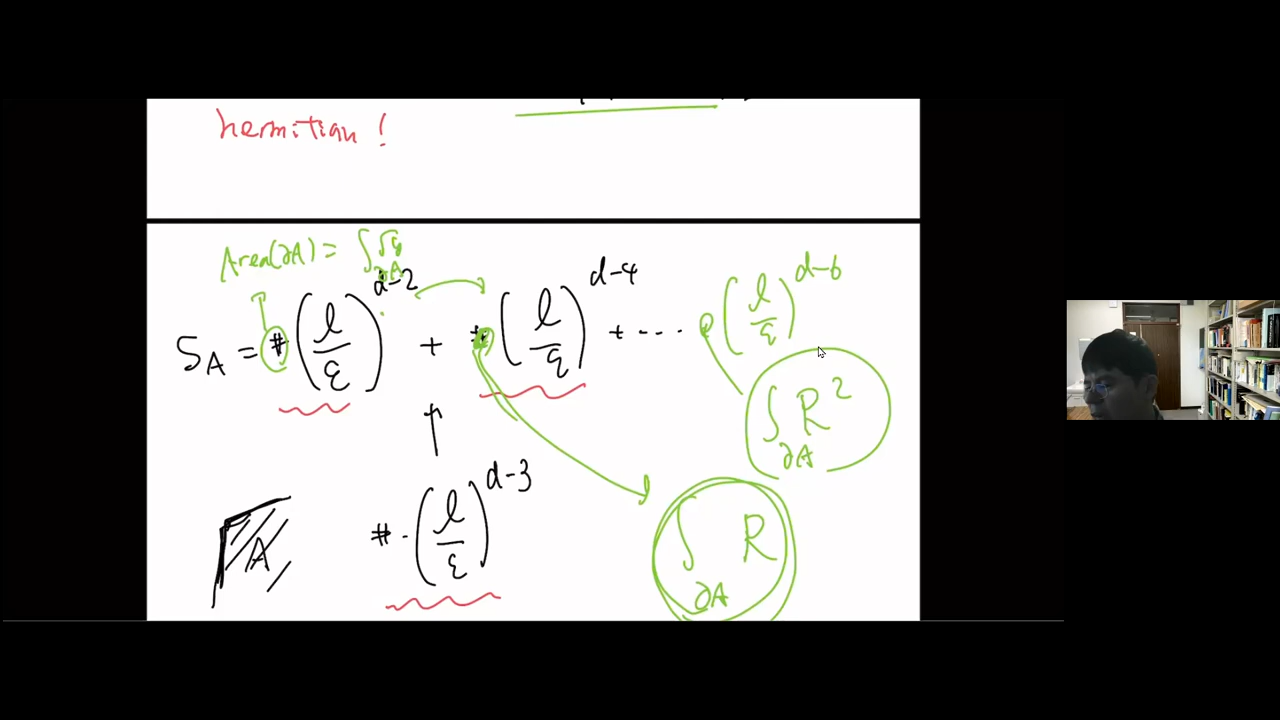 hermitian !
Area(∂A) = ∫_{∂A} √g
S_A = # (l/ε)^{d-2} + # (l/ε)^{d-4} + ··· (l/ε)^{d-6}
∫_{∂A} R²
# · (l/ε)^{d-3}
A
∫_{∂A} R